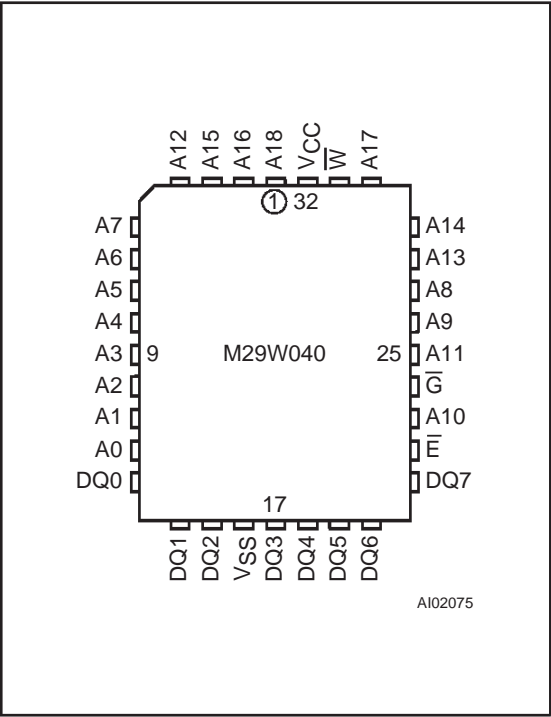 A12 A15 A16 A18 VCC W̅ A17
1 32
A7 A14
A6 A13
A5 A8
A4 A9
A3 9 M29W040 25 A11
A2 G̅
A1 A10
A0 E̅
DQ0 DQ7
17
DQ1 DQ2 VSS DQ3 DQ4 DQ5 DQ6
AI02075